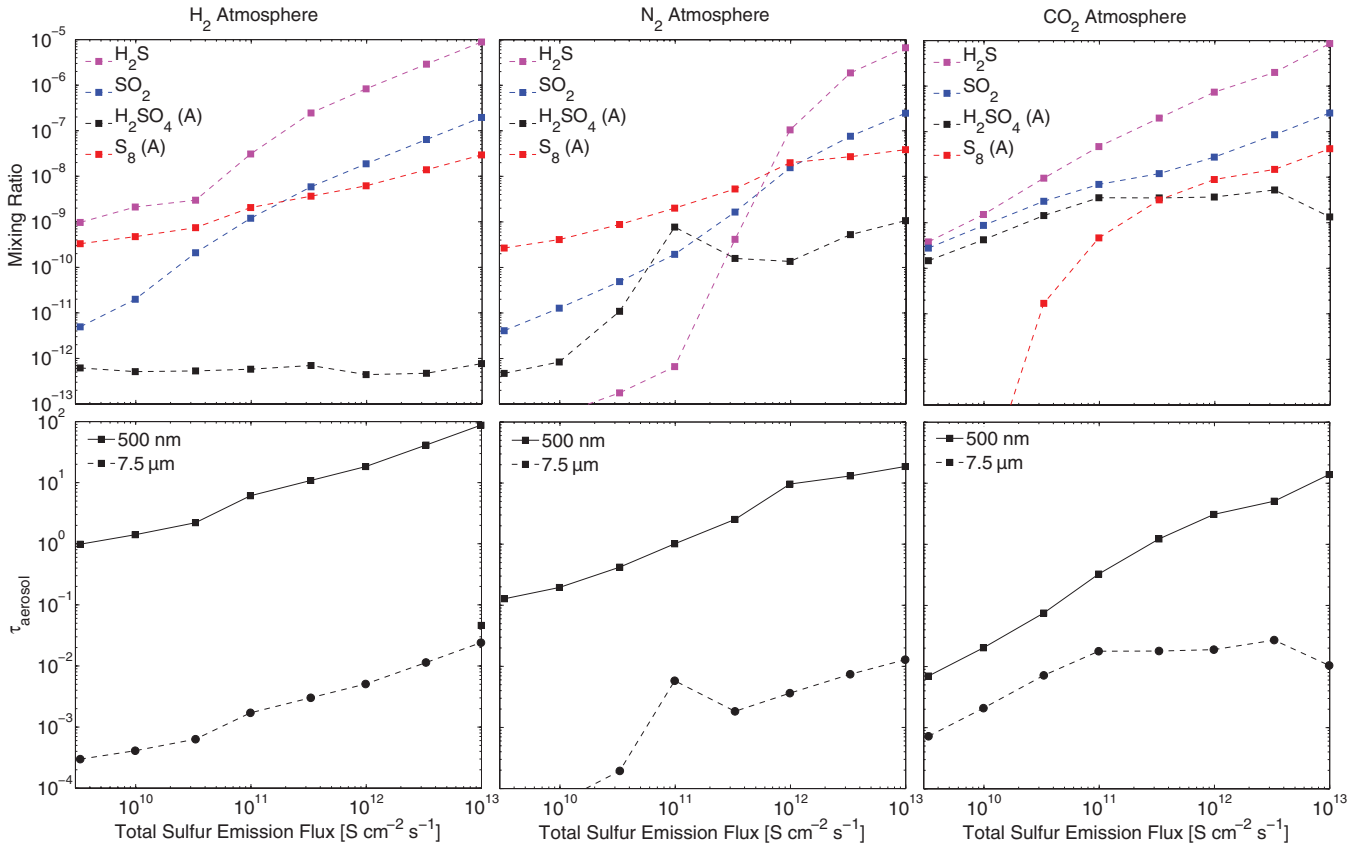 H2 Atmosphere
N2 Atmosphere
CO2 Atmosphere
Mixing Ratio
10^-5
10^-6
10^-7
10^-8
10^-9
10^-10
10^-11
10^-12
10^-13
H2S
SO2
H2SO4 (A)
S8 (A)
H2S
SO2
H2SO4 (A)
S8 (A)
H2S
SO2
H2SO4 (A)
S8 (A)
τaerosol
10^2
10^1
10^0
10^-1
10^-2
10^-3
10^-4
500 nm
7.5 μm
500 nm
7.5 μm
500 nm
7.5 μm
10^10 10^11 10^12 10^13
10^10 10^11 10^12 10^13
10^10 10^11 10^12 10^13
Total Sulfur Emission Flux [S cm^-2 s^-1]
Total Sulfur Emission Flux [S cm^-2 s^-1]
Total Sulfur Emission Flux [S cm^-2 s^-1]